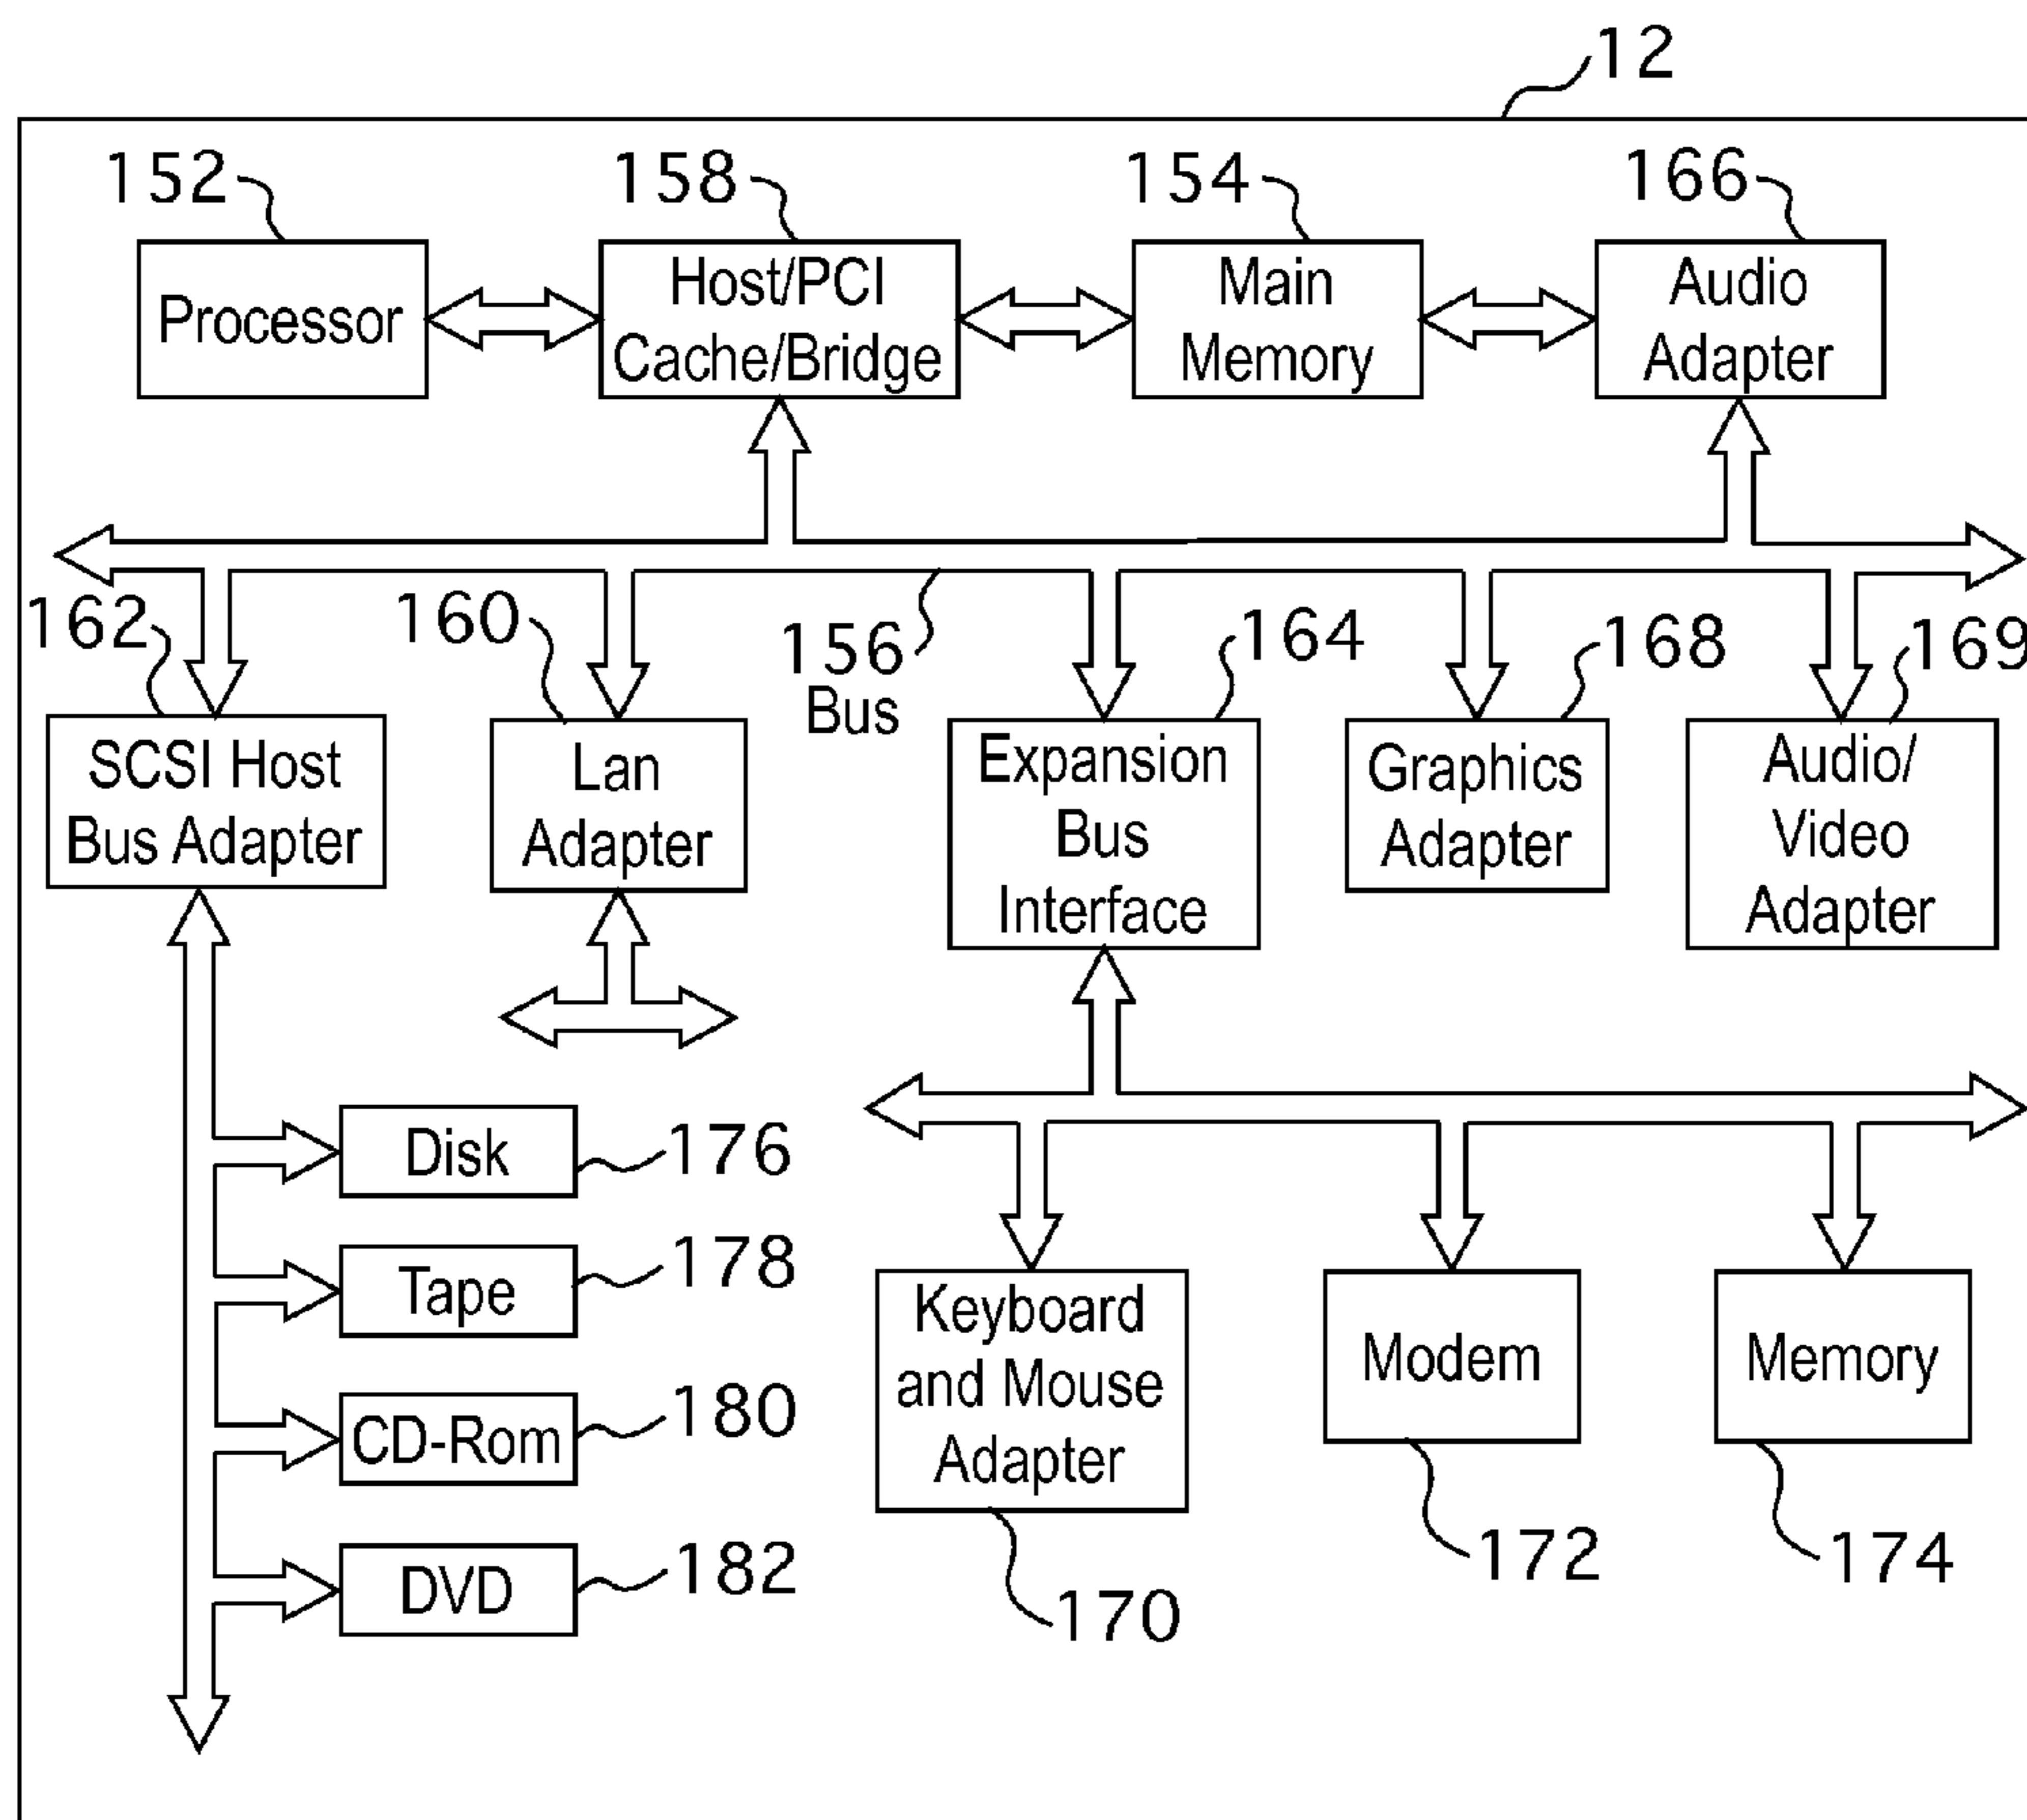 12
152
158
154
166
Processor
Host/PCI
Cache/Bridge
Main
Memory
Audio
Adapter
162
160
156
Bus
164
168
169
SCSI Host
Bus Adapter
Lan
Adapter
Expansion
Bus
Interface
Graphics
Adapter
Audio/
Video
Adapter
Disk
176
Tape
178
CD-Rom
180
DVD
182
Keyboard
and Mouse
Adapter
170
Modem
172
Memory
174